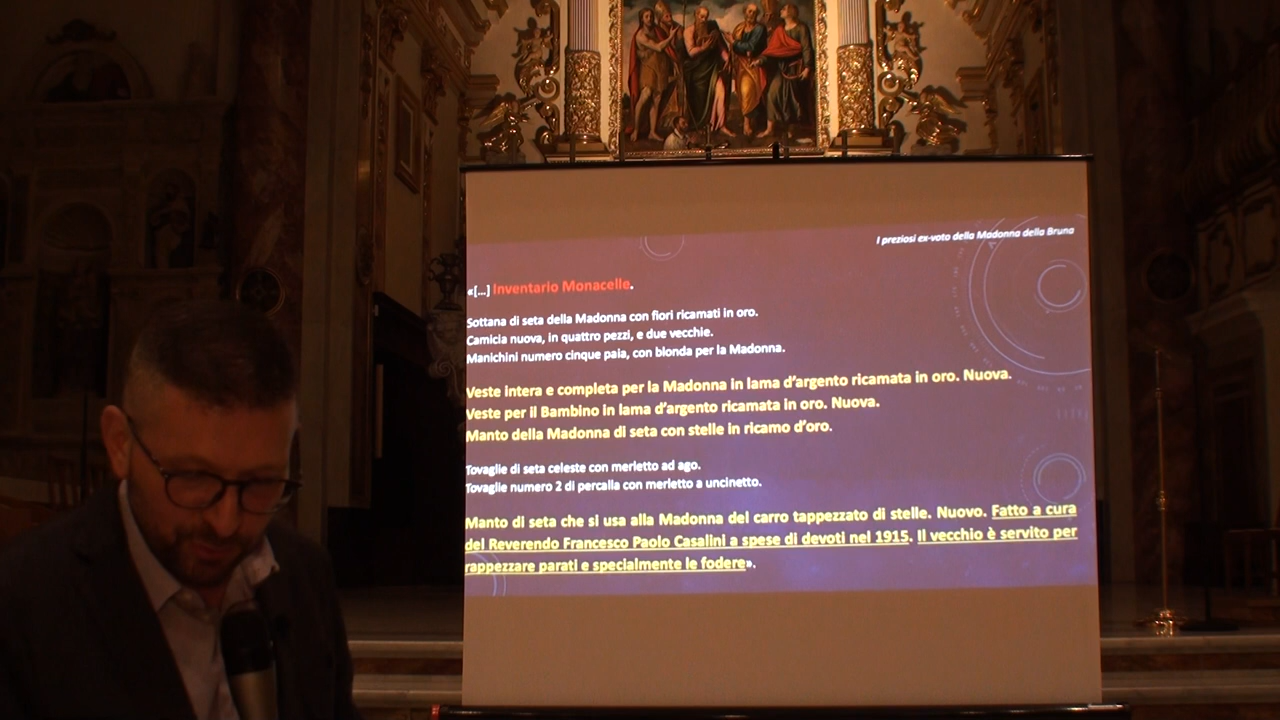 I preziosi ex-voto della Madonna della Bruna
«[...] Inventario Monacelle.
Sottana di seta della Madonna con fiori ricamati in oro.
Camicia nuova, in quattro pezzi, e due vecchie.
Manichini numero cinque paia, con blonda per la Madonna.
Veste intera e completa per la Madonna in lama d'argento ricamata in oro. Nuova.
Veste per il Bambino in lama d'argento ricamata in oro. Nuova.
Manto della Madonna di seta con stelle in ricamo d'oro.
Tovaglie di seta celeste con merletto ad ago.
Tovaglie numero 2 di percalla con merletto a uncinetto.
Manto di seta che si usa alla Madonna del carro tappezzato di stelle. Nuovo. Fatto a cura
del Reverendo Francesco Paolo Casalini a spese di devoti nel 1915. Il vecchio è servito per
rappezzare parati e specialmente le fodere».